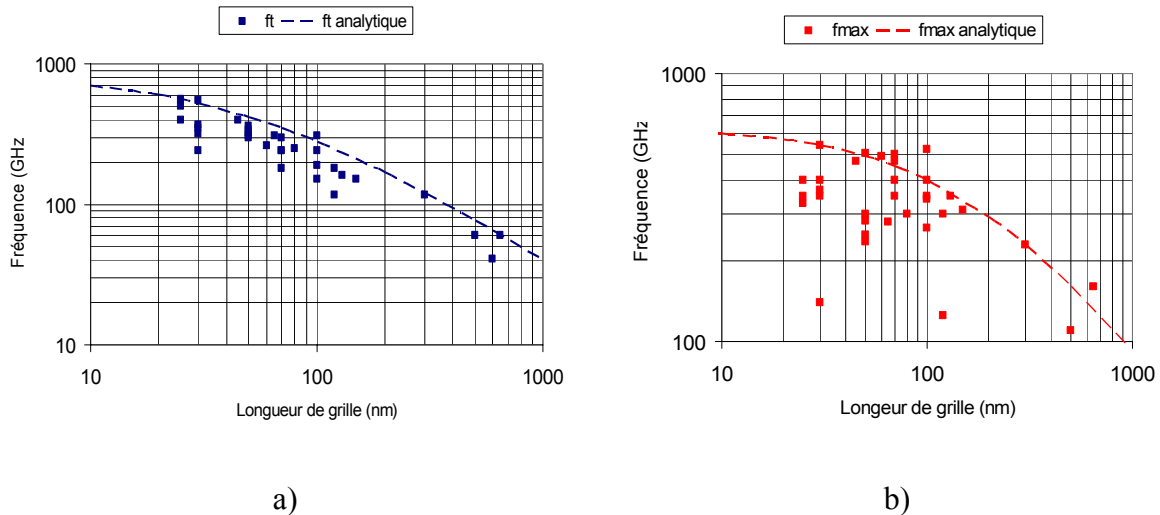 ft ft analytique
1000
100
10
10 100 1000
Fréquence (GHz)
Longueur de grille (nm)
a)
fmax fmax analytique
1000
100
10 100 1000
Fréquence (GHz)
Longeur de grille (nm)
b)